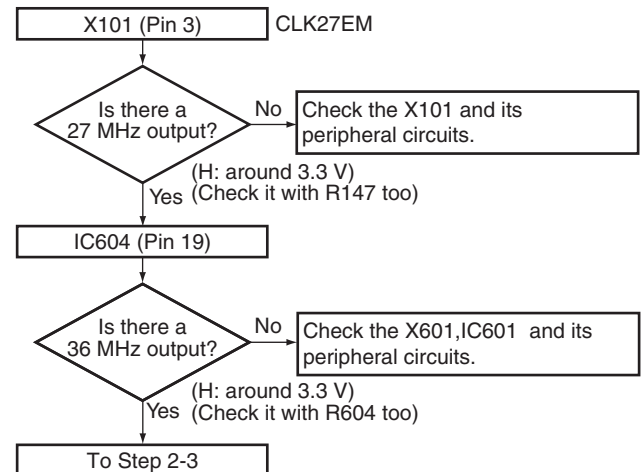 X101 (Pin 3) CLK27EM
Is there a
27 MHz output?
No
Check the X101 and its
peripheral circuits.
Yes
(H: around 3.3 V)
(Check it with R147 too)
IC604 (Pin 19)
Is there a
36 MHz output?
No
Check the X601,IC601 and its
peripheral circuits.
Yes
(H: around 3.3 V)
(Check it with R604 too)
To Step 2-3